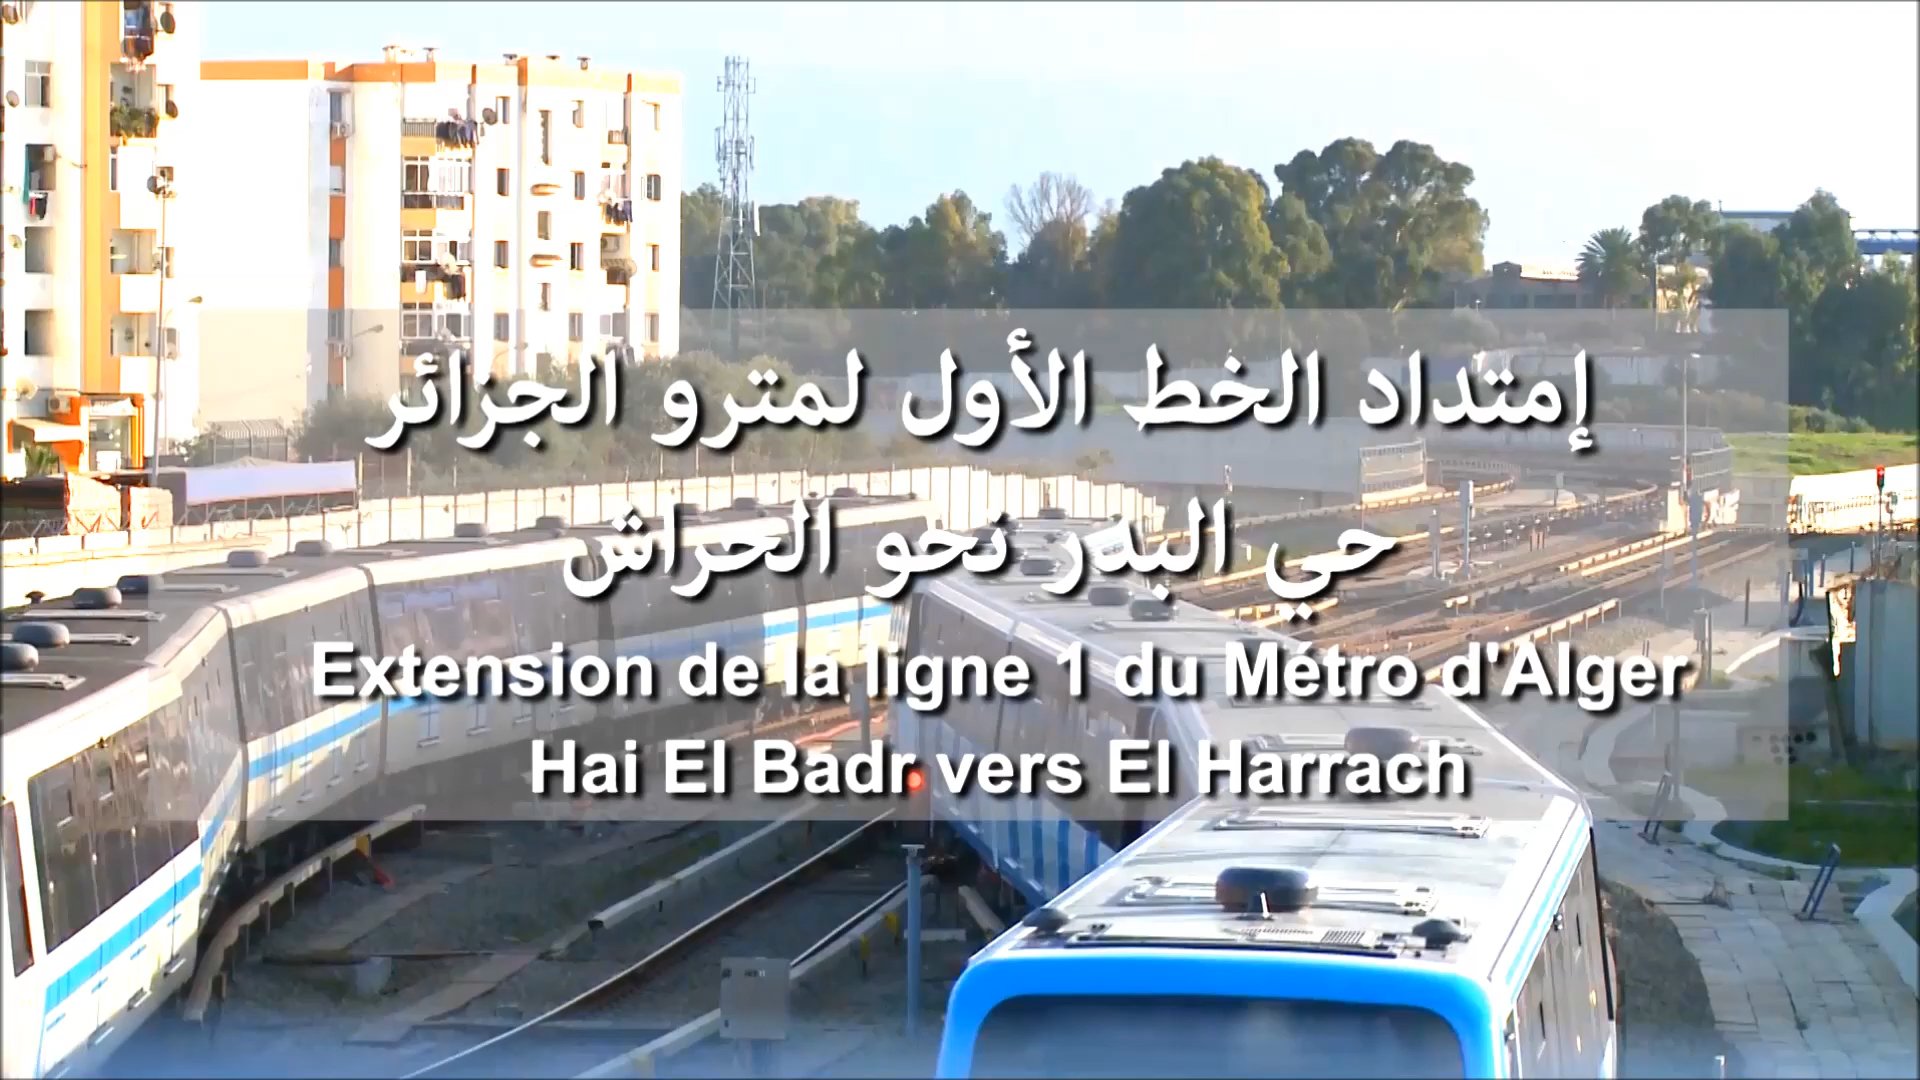 إمتداد الخط الأول لمترو الجزائر
حي البدر نحو الحراش
Extension de la ligne 1 du Métro d'Alger
Hai El Badr vers El Harrach